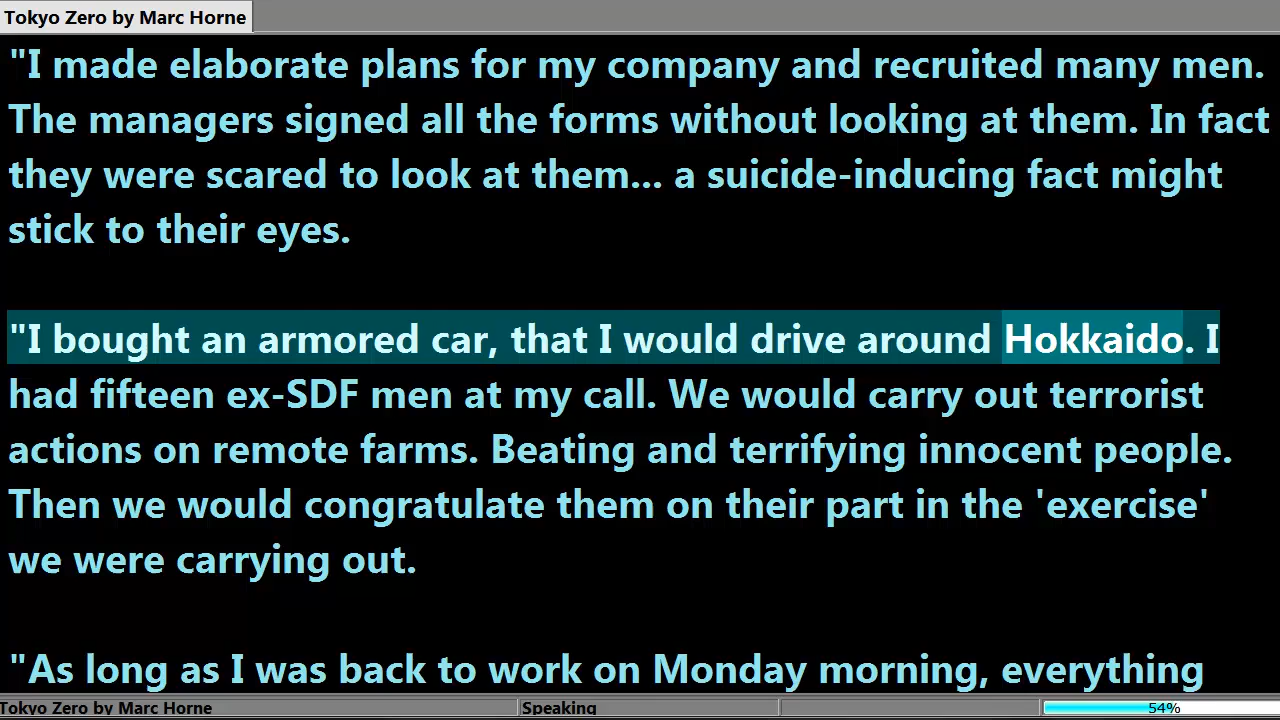 Tokyo Zero by Marc Horne
"I made elaborate plans for my company and recruited many men.
The managers signed all the forms without looking at them. In fact
they were scared to look at them... a suicide-inducing fact might
stick to their eyes.
"I bought an armored car, that I would drive around Hokkaido. I
had fifteen ex-SDF men at my call. We would carry out terrorist
actions on remote farms. Beating and terrifying innocent people.
Then we would congratulate them on their part in the 'exercise'
we were carrying out.
"As long as I was back to work on Monday morning, everything
Tokyo Zero by Marc Horne
Speaking
54%